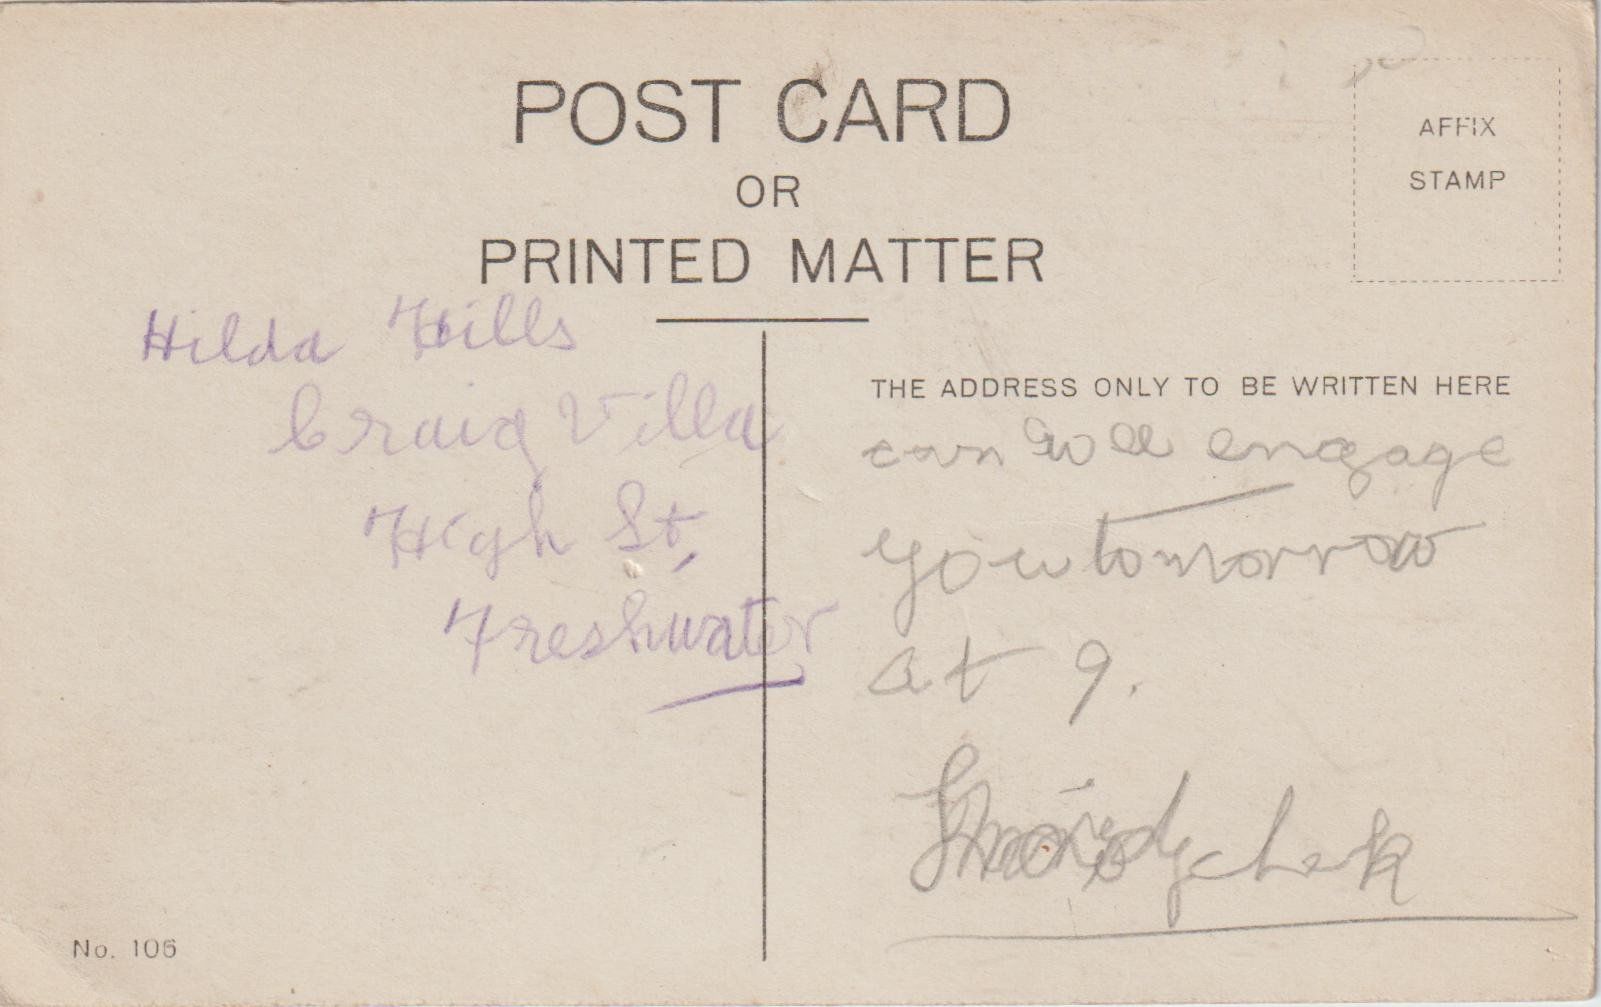 POST CARD
OR
PRINTED MATTER
AFFIX
STAMP
Hilda Hills
Craig Villa
High St,
Freshwater
THE ADDRESS ONLY TO BE WRITTEN HERE
can will engage
you tomorrow
at 9.
No. 106